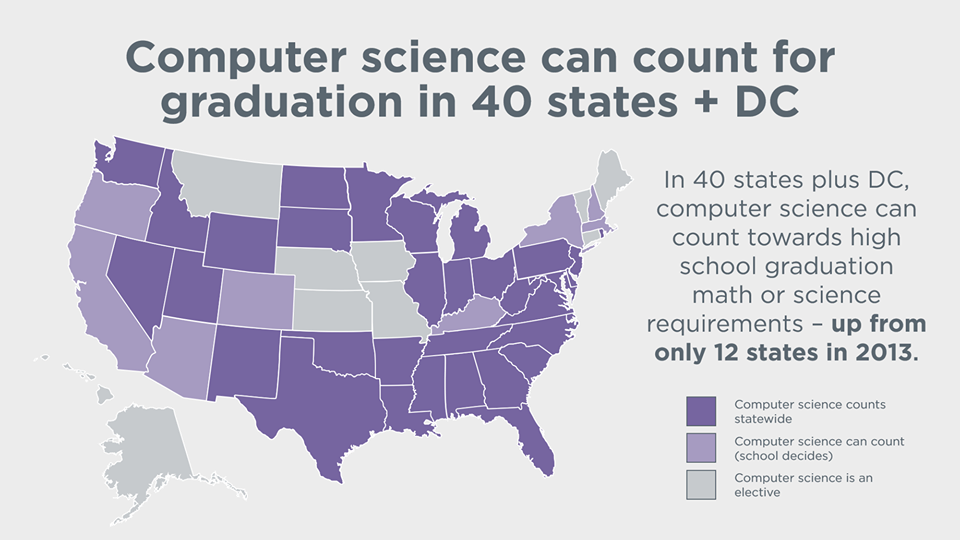 Computer science can count for
graduation in 40 states + DC
In 40 states plus DC,
computer science can
count towards high
school graduation
math or science
requirements – up from
only 12 states in 2013.
Computer science counts
statewide
Computer science can count
(school decides)
Computer science is an
elective